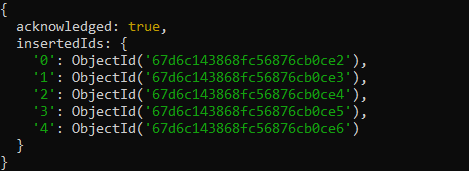 {
  acknowledged: true,
  insertedIds: {
    '0': ObjectId('67d6c143868fc56876cb0ce2'),
    '1': ObjectId('67d6c143868fc56876cb0ce3'),
    '2': ObjectId('67d6c143868fc56876cb0ce4'),
    '3': ObjectId('67d6c143868fc56876cb0ce5'),
    '4': ObjectId('67d6c143868fc56876cb0ce6')
  }
}